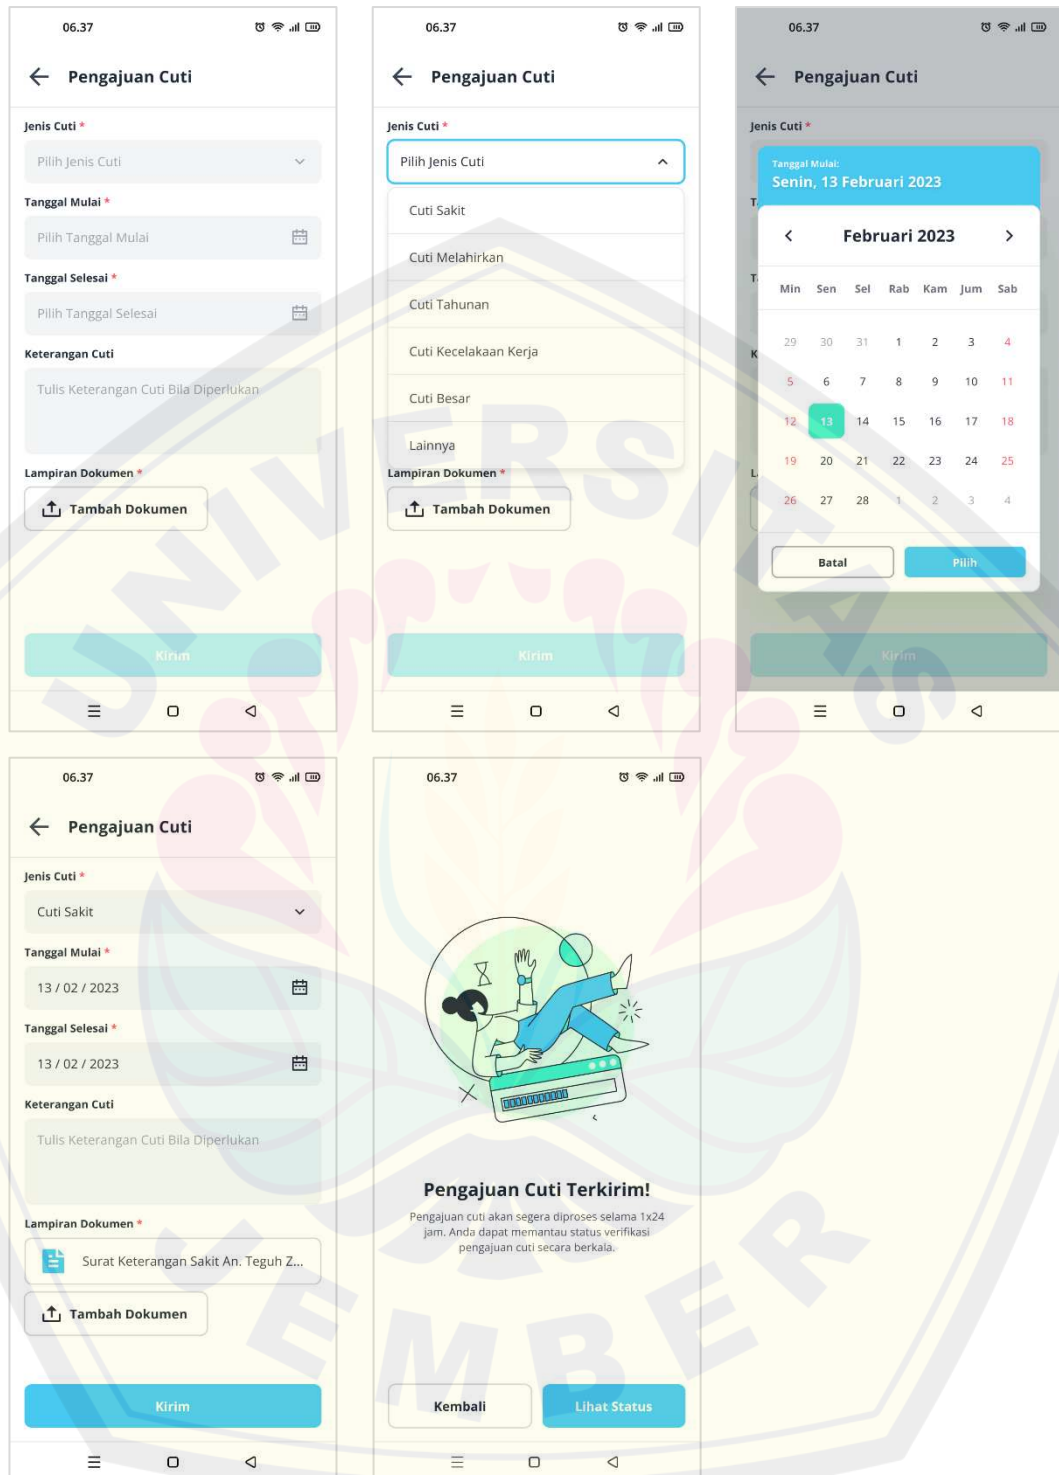 06.37
Pengajuan Cuti
Jenis Cuti *
Pilih Jenis Cuti
Tanggal Mulai *
Pilih Tanggal Mulai
Tanggal Selesai *
Pilih Tanggal Selesai
Keterangan Cuti
Tulis Keterangan Cuti Bila Diperlukan
Lampiran Dokumen *
Tambah Dokumen
Kirim
06.37
Pengajuan Cuti
Jenis Cuti *
Pilih Jenis Cuti
Cuti Sakit
Cuti Melahirkan
Cuti Tahunan
Cuti Kecelakaan Kerja
Cuti Besar
Lainnya
Lampiran Dokumen *
Tambah Dokumen
Kirim
06.37
Pengajuan Cuti
Jenis Cuti *
Tanggal Mulai:
Senin, 13 Februari 2023
Februari 2023
Min Sen Sel Rab Kam Jum Sab
29 30 31 1 2 3 4
5 6 7 8 9 10 11
12 13 14 15 16 17 18
19 20 21 22 23 24 25
26 27 28 1 2 3 4
Batal Pilih
Kirim
06.37
Pengajuan Cuti
Jenis Cuti *
Cuti Sakit
Tanggal Mulai *
13 / 02 / 2023
Tanggal Selesai *
13 / 02 / 2023
Keterangan Cuti
Tulis Keterangan Cuti Bila Diperlukan
Lampiran Dokumen *
Surat Keterangan Sakit An. Teguh Z...
Tambah Dokumen
Kirim
06.37
Pengajuan Cuti Terkirim!
Pengajuan cuti akan segera diproses selama 1x24
jam. Anda dapat memantau status verifikasi
pengajuan cuti secara berkala.
Kembali Lihat Status
UNIVERSITAS
JEMBER